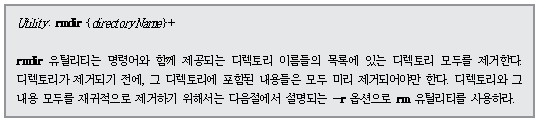 Utility: rmdir {directoryName}+
rmdir 유틸리티는 명령어와 함께 제공되는 디렉토리 이름들의 목록에 있는 디렉토리 모두를 제거한다.
디렉토리가 제거되기 전에, 그 디렉토리에 포함된 내용들은 모두 미리 제거되어야만 한다. 디렉토리와 그
내용 모두를 재귀적으로 제거하기 위해서는 다음절에서 설명되는 –r 옵션으로 rm 유틸리티를 사용하라.